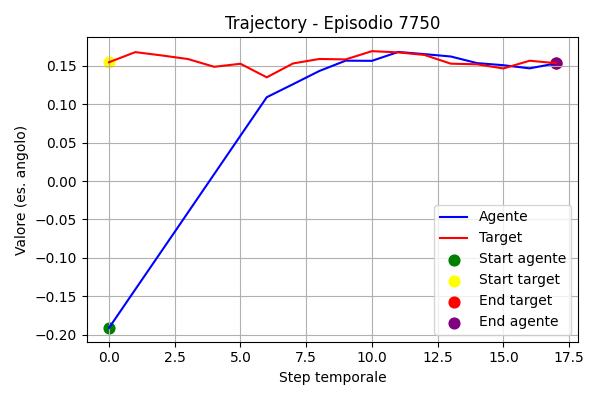 Trajectory - Episodio 7750
Valore (es. angolo)
0.15
0.10
0.05
0.00
−0.05
−0.10
−0.15
−0.20
Agente
Target
Start agente
Start target
End target
End agente
0.0 2.5 5.0 7.5 10.0 12.5 15.0 17.5
Step temporale